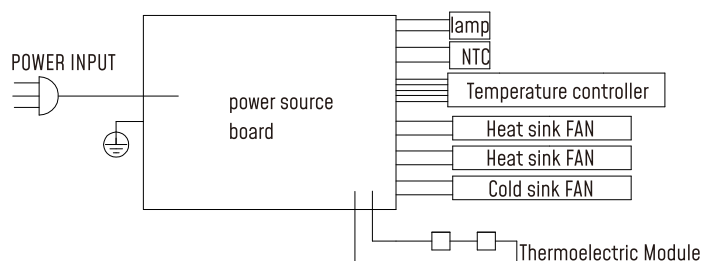 lamp
POWER INPUT
NTC
Temperature controller
power source
board
Heat sink FAN
Heat sink FAN
Cold sink FAN
Thermoelectric Module